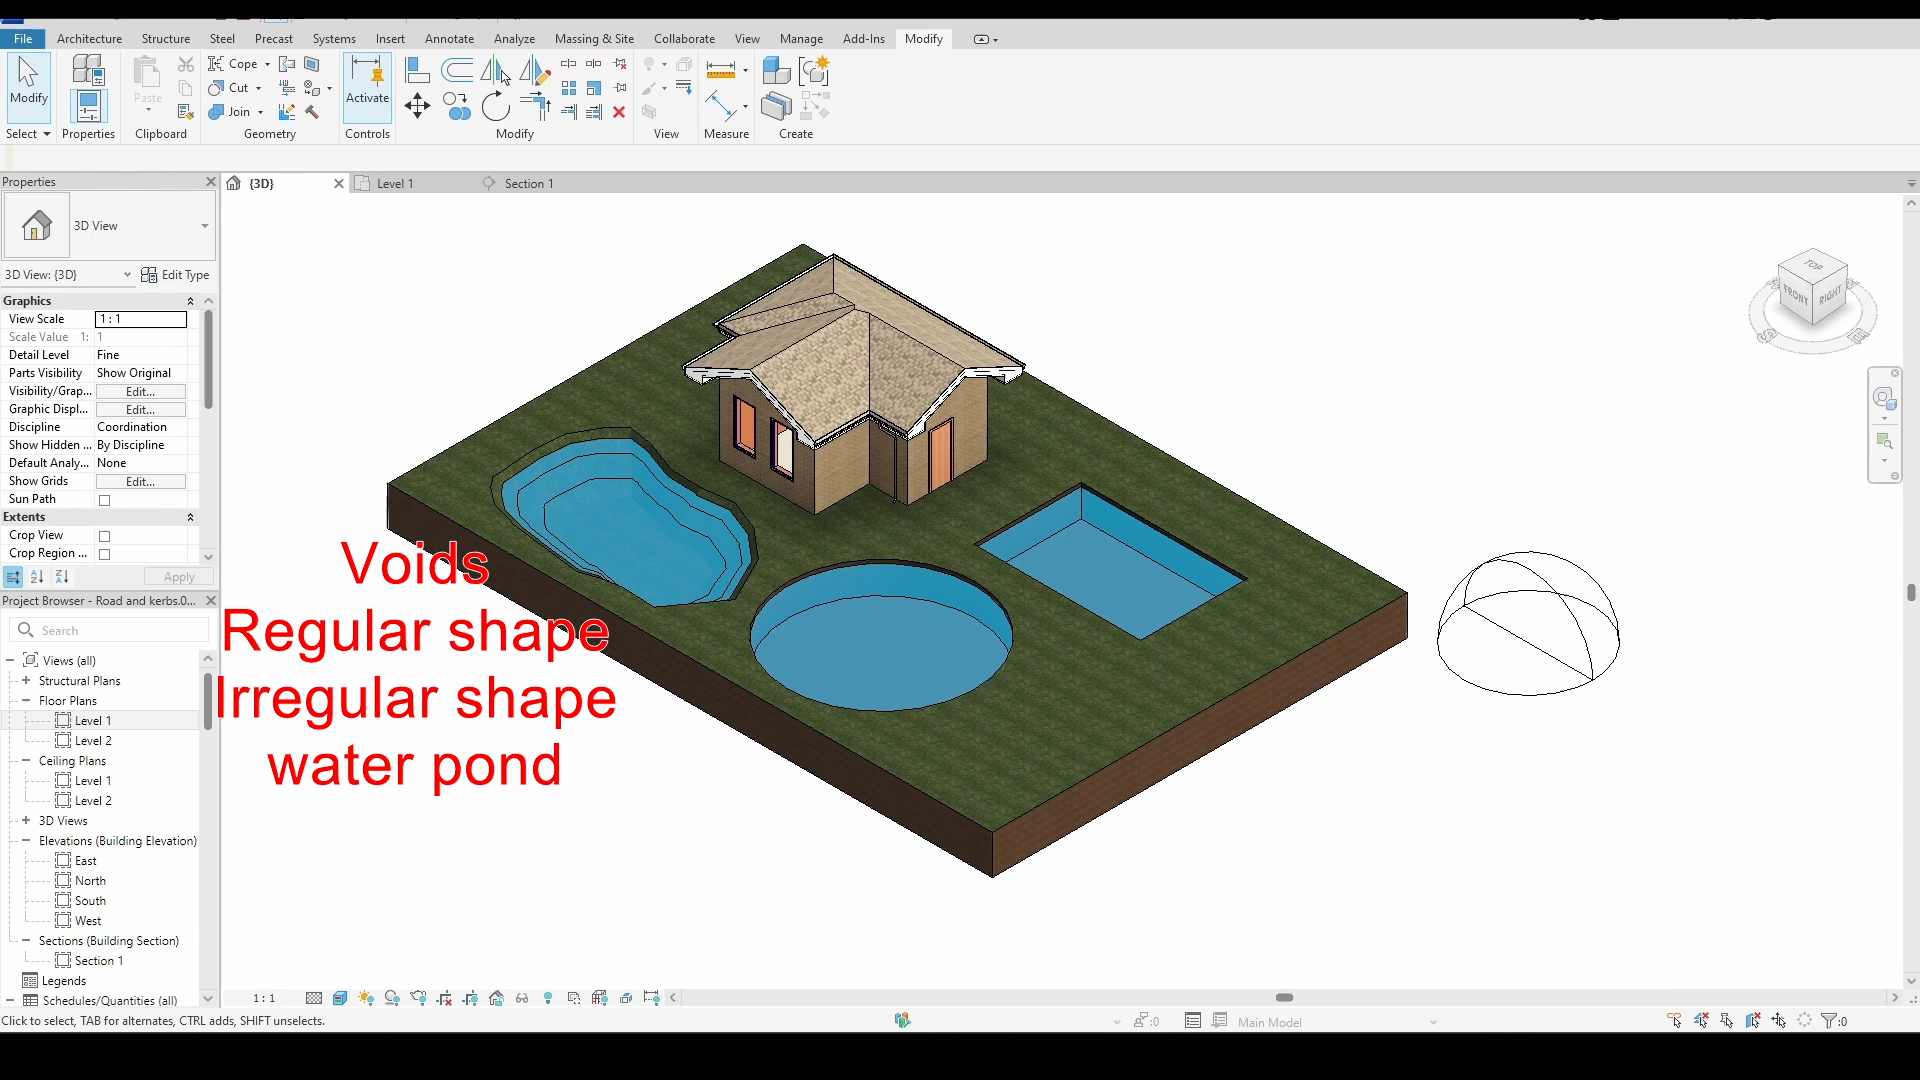 File Architecture Structure Steel Precast Systems Insert Annotate Analyze Massing & Site Collaborate View Manage Add-Ins Modify
Modify
Paste
Cope
Cut
Join
Activate
Select Properties Clipboard Geometry Controls Modify View Measure Create
Properties
{3D} Level 1 Section 1
3D View
3D View: {3D} Edit Type
Graphics
View Scale 1 : 1
Scale Value 1: 1
Detail Level Fine
Parts Visibility Show Original
Visibility/Grap... Edit...
Graphic Displ... Edit...
Discipline Coordination
Show Hidden ... By Discipline
Default Analy... None
Show Grids Edit...
Sun Path
Extents
Crop View
Crop Region ...
Apply
Project Browser - Road and kerbs.0...
Search
Views (all)
Structural Plans
Floor Plans
Level 1
Level 2
Ceiling Plans
Level 1
Level 2
3D Views
Elevations (Building Elevation)
East
North
South
West
Sections (Building Section)
Section 1
Legends
Schedules/Quantities (all)
Voids
Regular shape
Irregular shape
water pond
TOP
FRONT RIGHT
S E
1 : 1
Click to select, TAB for alternates, CTRL adds, SHIFT unselects.
:0
Main Model
:0